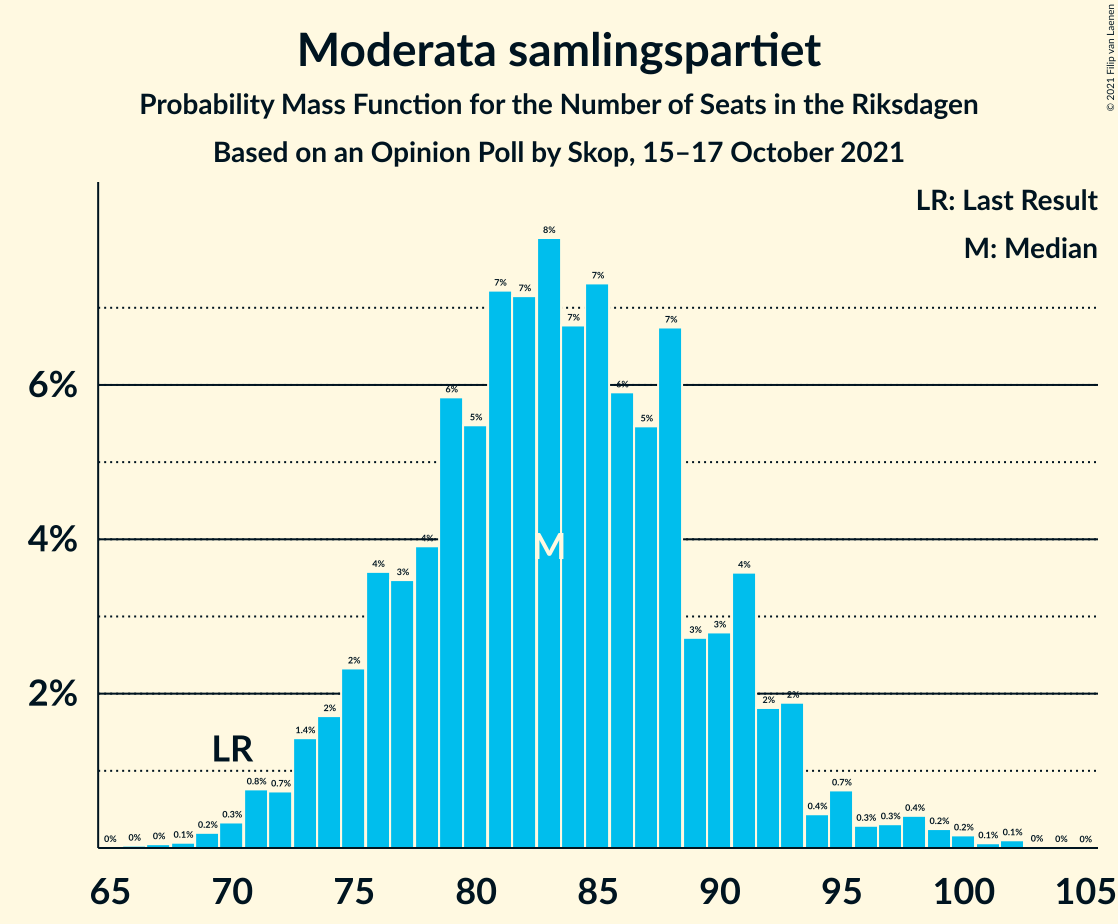 Moderata samlingspartiet
Probability Mass Function for the Number of Seats in the Riksdagen
Based on an Opinion Poll by Skop, 15–17 October 2021
© 2021 Filip van Laenen
LR: Last Result
M: Median
6%
4%
2%
0% 0% 0% 0.1% 0.2% 0.3% 0.8% 0.7% 1.4% 2% 2% 4% 3% 4% 6% 5% 7% 7% 8% 7% 7% 6% 5% 7% 3% 3% 4% 2% 2% 0.4% 0.7% 0.3% 0.3% 0.4% 0.2% 0.2% 0.1% 0.1% 0% 0% 0%
LR
M
65 70 75 80 85 90 95 100 105